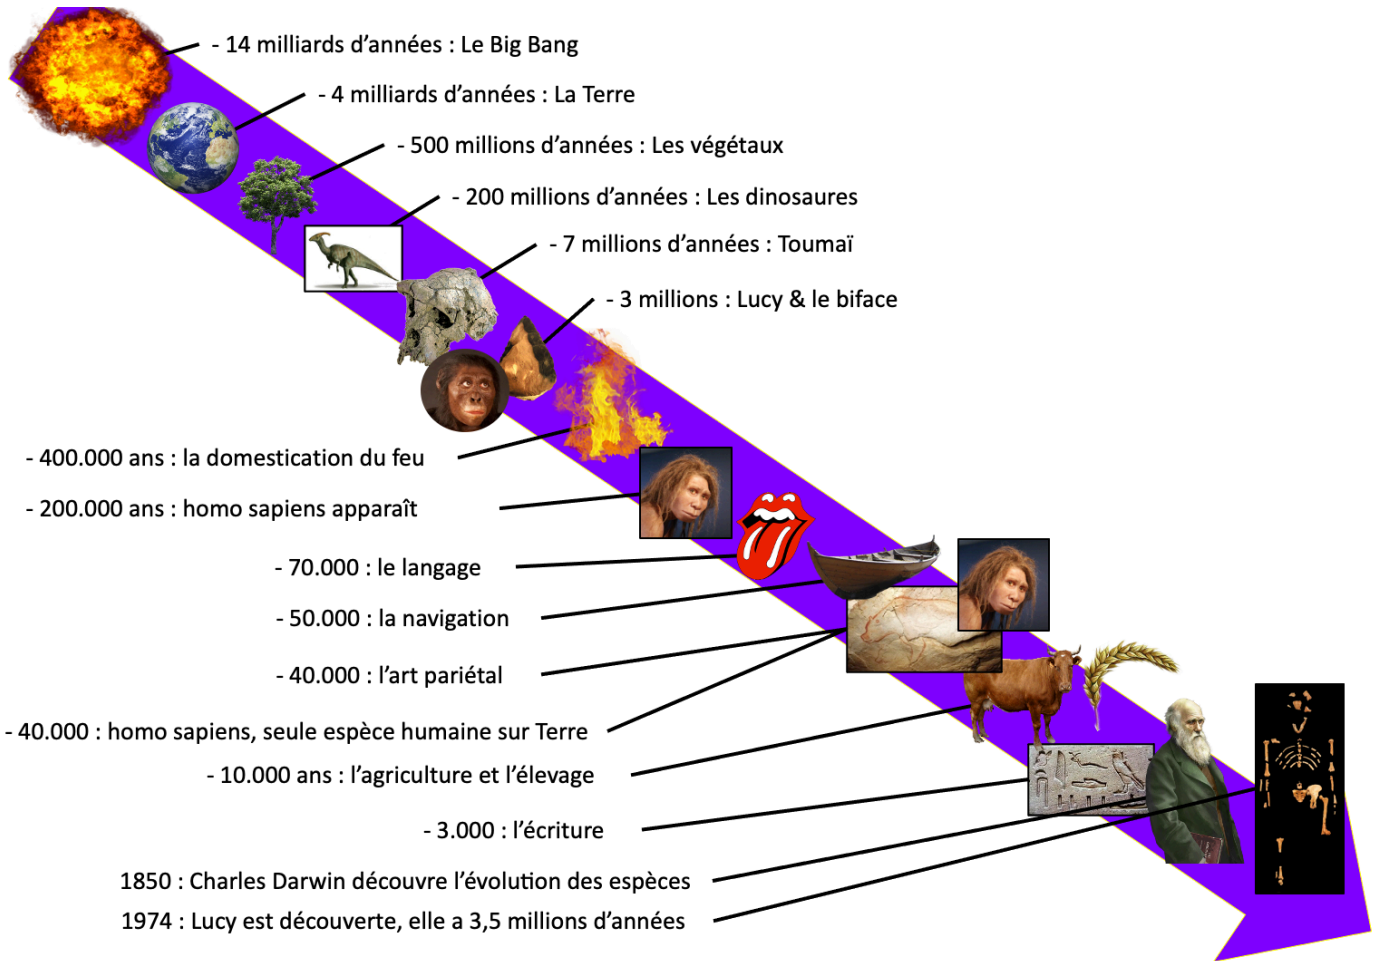 - 14 milliards d’années : Le Big Bang
- 4 milliards d’années : La Terre
- 500 millions d’années : Les végétaux
- 200 millions d’années : Les dinosaures
- 7 millions d’années : Toumaï
- 3 millions : Lucy & le biface
- 400.000 ans : la domestication du feu
- 200.000 ans : homo sapiens apparaît
- 70.000 : le langage
- 50.000 : la navigation
- 40.000 : l’art pariétal
- 40.000 : homo sapiens, seule espèce humaine sur Terre
- 10.000 ans : l’agriculture et l’élevage
- 3.000 : l’écriture
1850 : Charles Darwin découvre l’évolution des espèces
1974 : Lucy est découverte, elle a 3,5 millions d’années